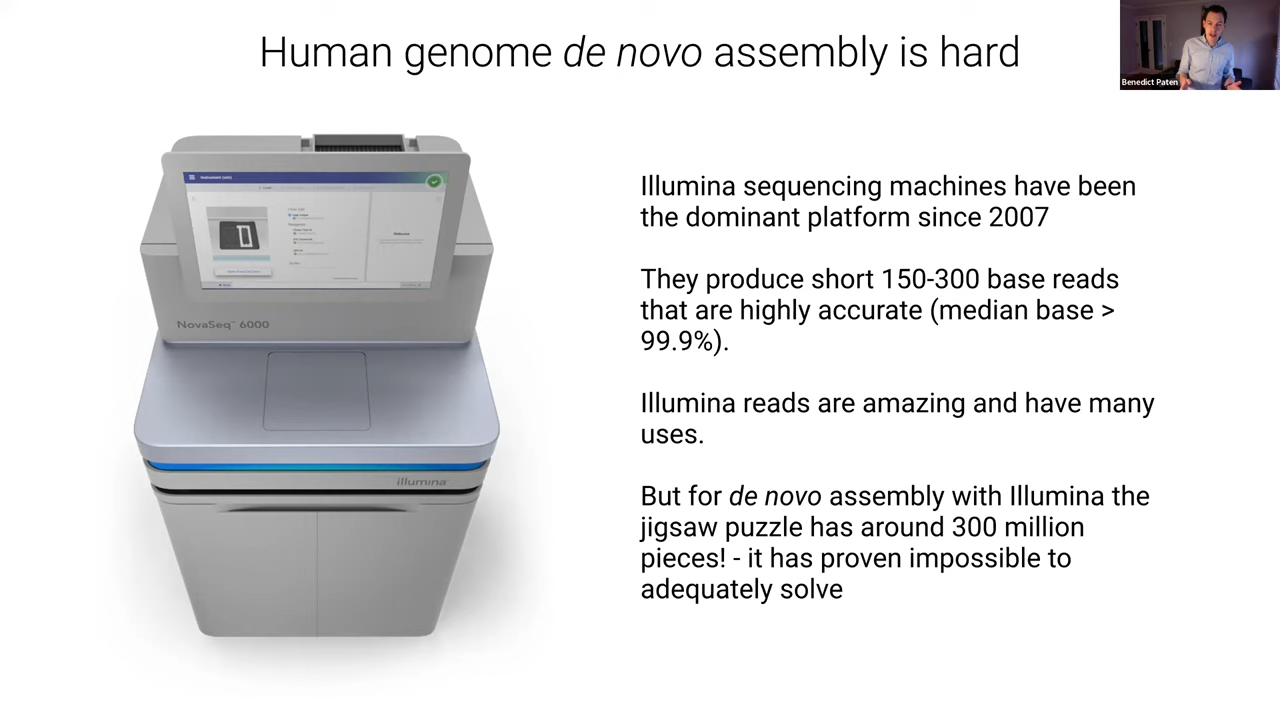 Human genome de novo assembly is hard
Benedict Paten
Illumina sequencing machines have been
the dominant platform since 2007
They produce short 150-300 base reads
that are highly accurate (median base >
99.9%).
Illumina reads are amazing and have many
uses.
But for de novo assembly with Illumina the
jigsaw puzzle has around 300 million
pieces! - it has proven impossible to
adequately solve
NovaSeq™ 6000
illumina®